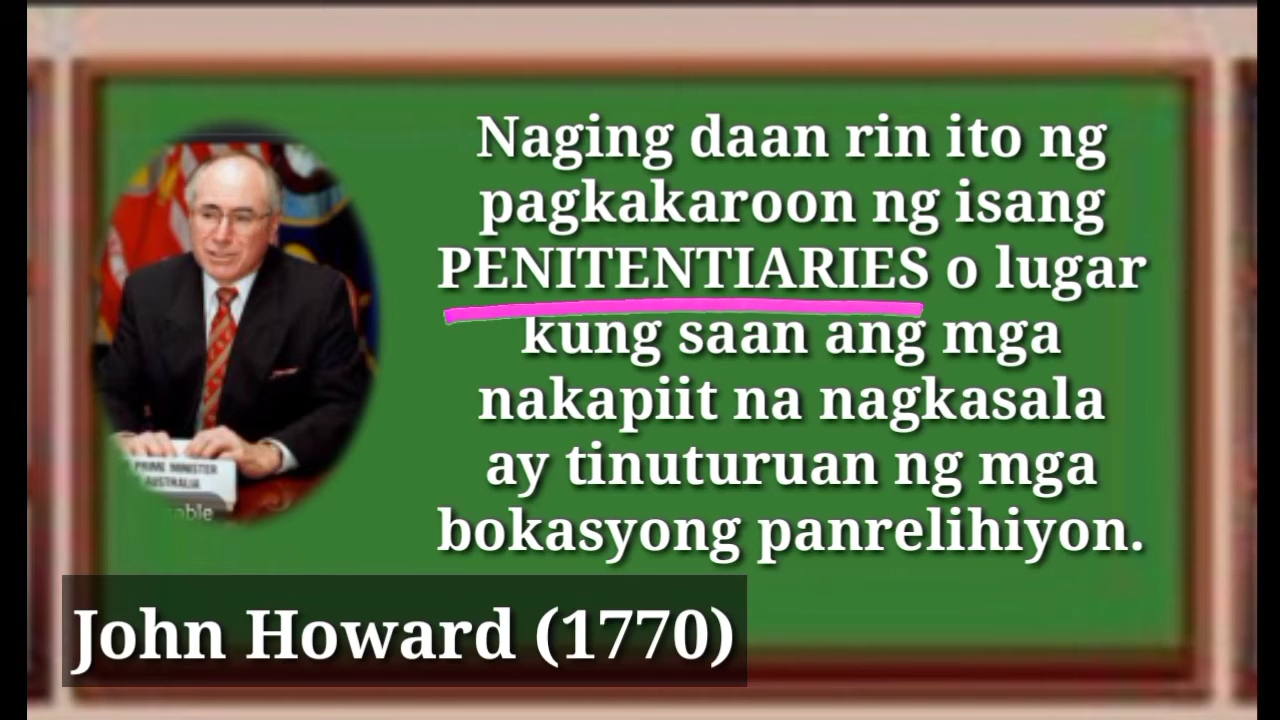 Naging daan rin ito ng
pagkakaroon ng isang
PENITENTIARIES o lugar
kung saan ang mga
nakapiit na nagkasala
ay tinuturuan ng mga
bokasyong panrelihiyon.
PRIME MINISTER
AUSTRALIA
John Howard (1770)